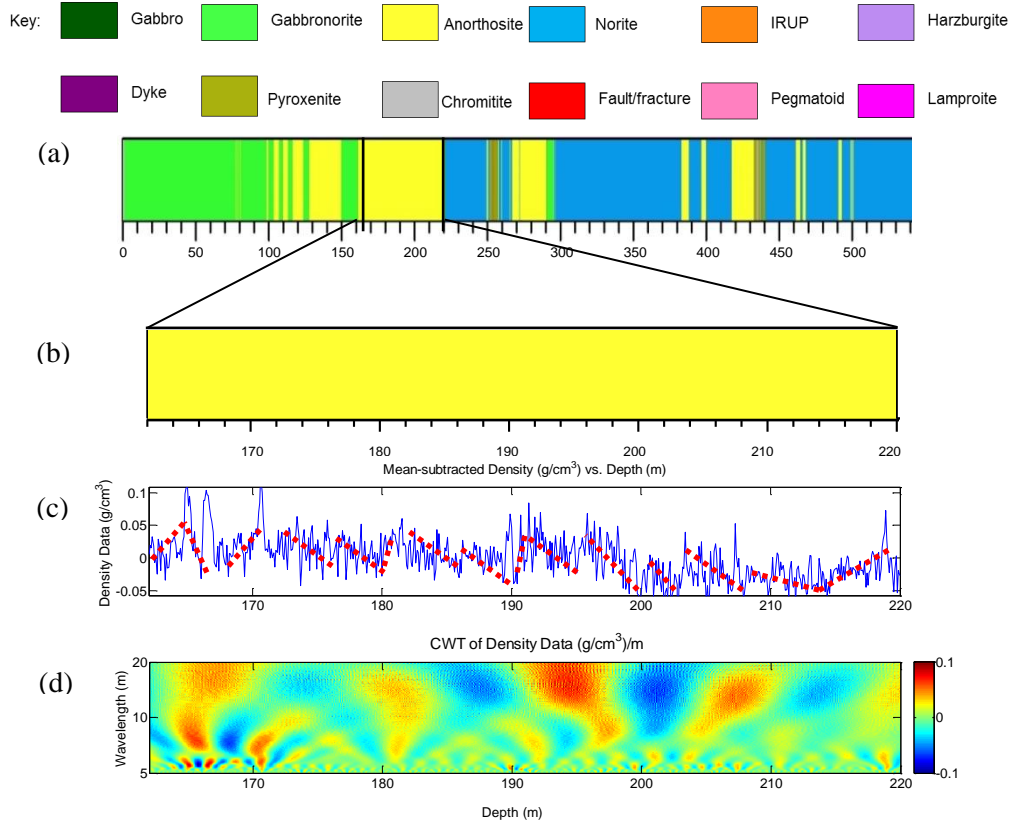 Key: Gabbro Gabbronorite Anorthosite Norite IRUP Harzburgite
Dyke Pyroxenite Chromitite Fault/fracture Pegmatoid Lamproite
(a)
0 50 100 150 200 250 300 350 400 450 500
(b)
170 180 190 200 210 220
Mean-subtracted Density (g/cm³) vs. Depth (m)
(c)
Density Data (g/cm³)
0.1
0.05
0
-0.05
170 180 190 200 210 220
CWT of Density Data (g/cm³)/m
(d)
Wavelength (m)
20
10
5
170 180 190 200 210 220
0.1
0
-0.1
Depth (m)